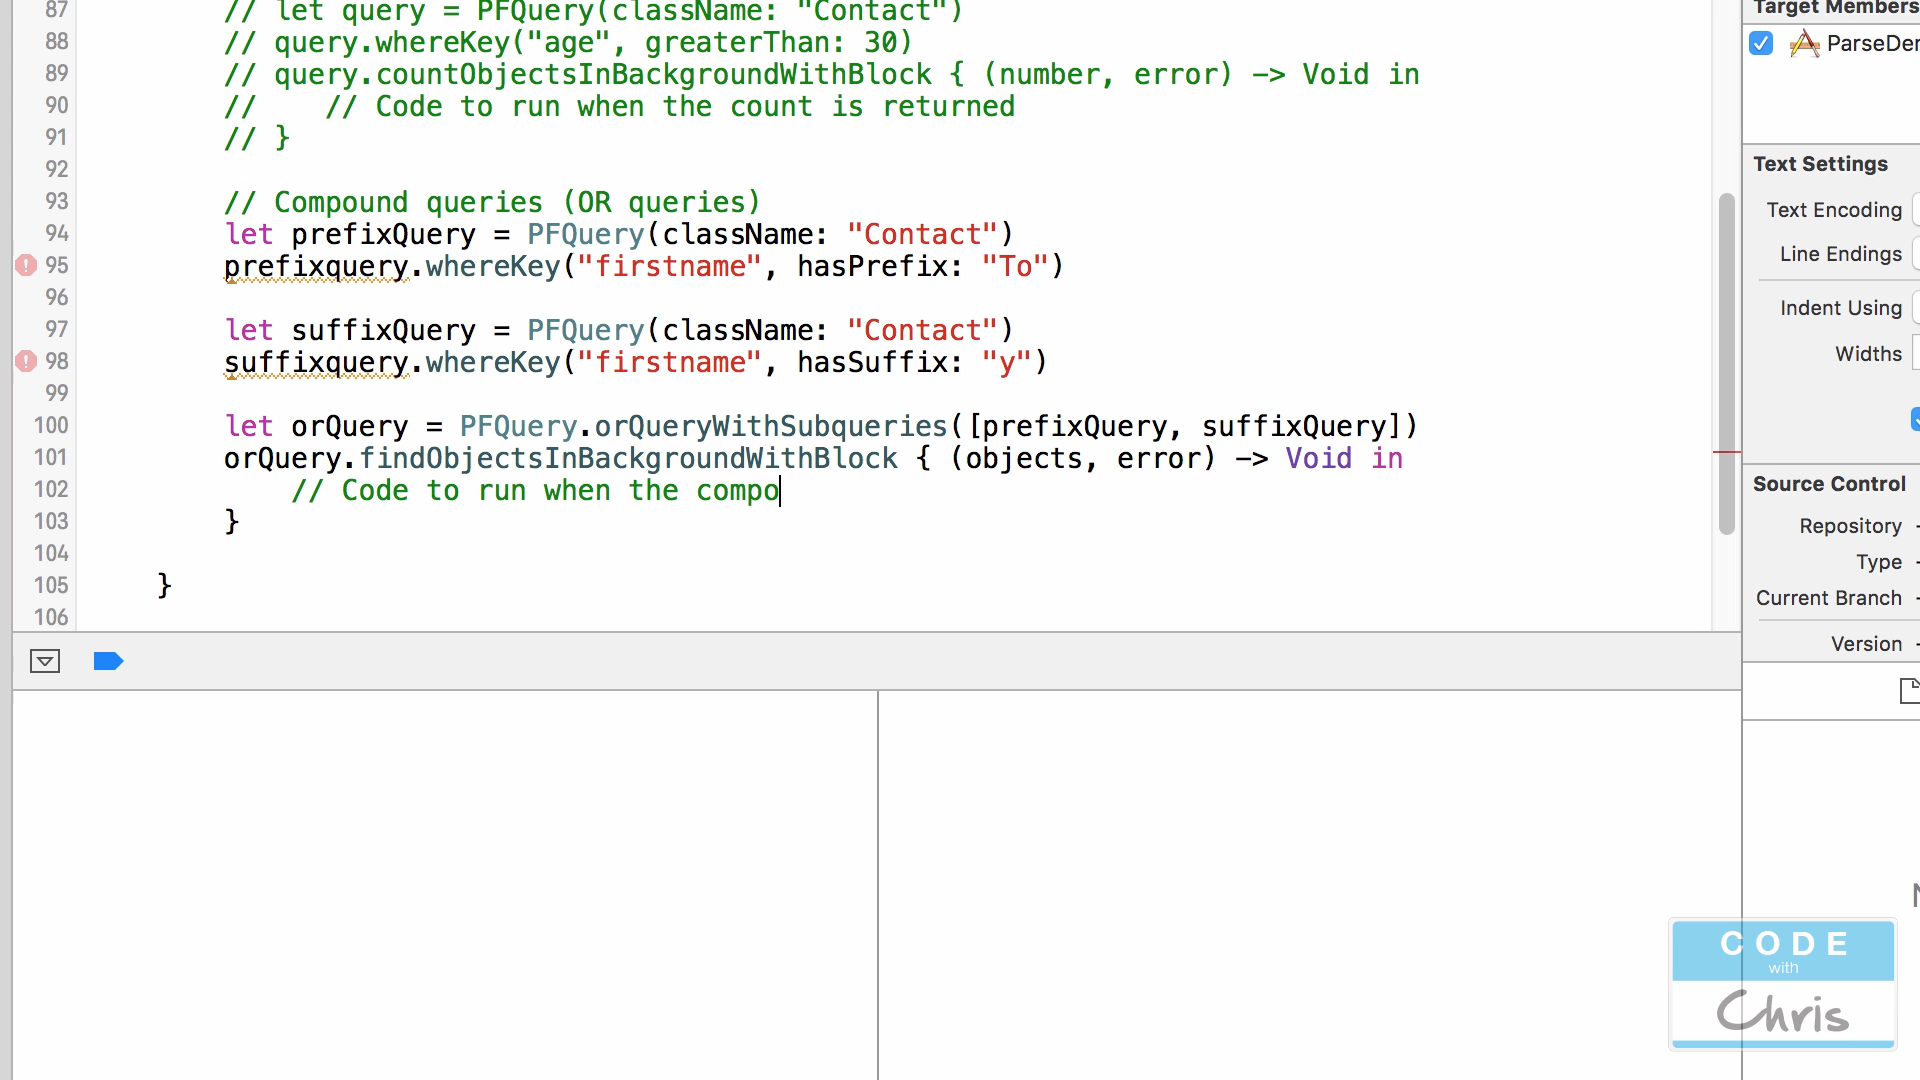 87 // let query = PFQuery(className: "Contact")
88 // query.whereKey("age", greaterThan: 30)
89 // query.countObjectsInBackgroundWithBlock { (number, error) -> Void in
90 //    // Code to run when the count is returned
91 // }
92
93 // Compound queries (OR queries)
94 let prefixQuery = PFQuery(className: "Contact")
95 prefixquery.whereKey("firstname", hasPrefix: "To")
96
97 let suffixQuery = PFQuery(className: "Contact")
98 suffixquery.whereKey("firstname", hasSuffix: "y")
99
100 let orQuery = PFQuery.orQueryWithSubqueries([prefixQuery, suffixQuery])
101 orQuery.findObjectsInBackgroundWithBlock { (objects, error) -> Void in
102 // Code to run when the compo
103 }
104
105 }
106
Target Members
ParseDe
Text Settings
Text Encoding
Line Endings
Indent Using
Widths
Source Control
Repository
Type
Current Branch
Version
CODE
with
Chris